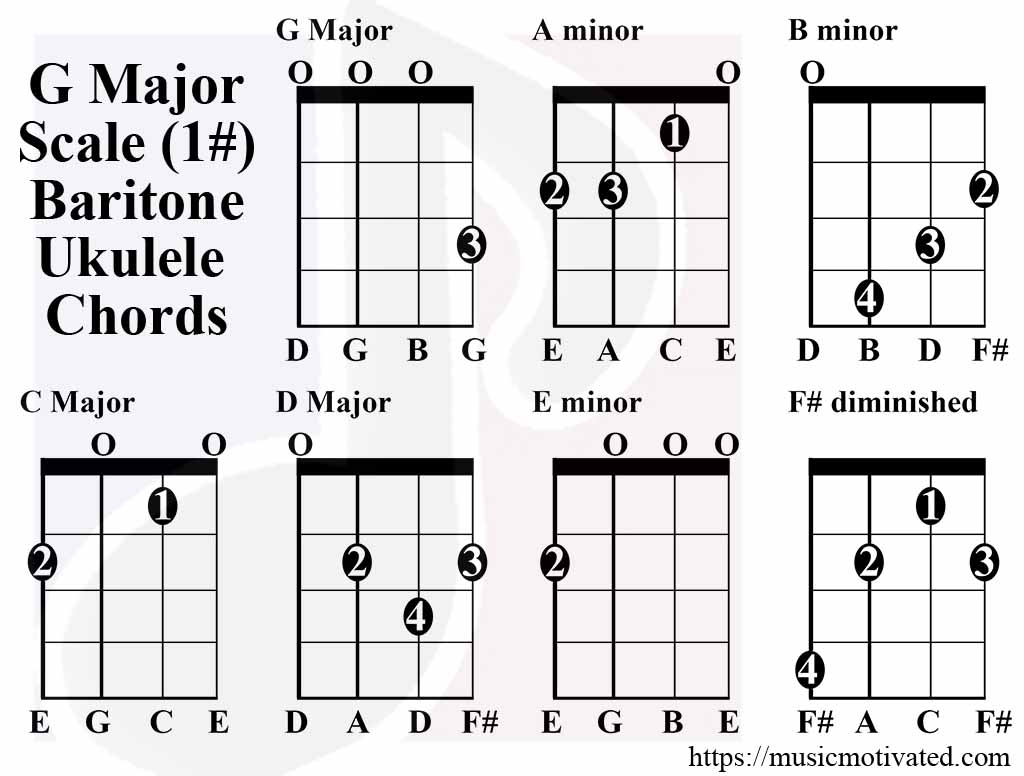 G Major
Scale (1#)
Baritone
Ukulele
Chords
G Major
O O O
3
D G B G
A minor
O
1
2 3
E A C E
B minor
O
2
3
4
D B D F#
C Major
O O
1
2
E G C E
D Major
O
2 3
4
D A D F#
E minor
O O O
2
E G B E
F# diminished
1
2 3
4
F# A C F#
https://musicmotivated.com